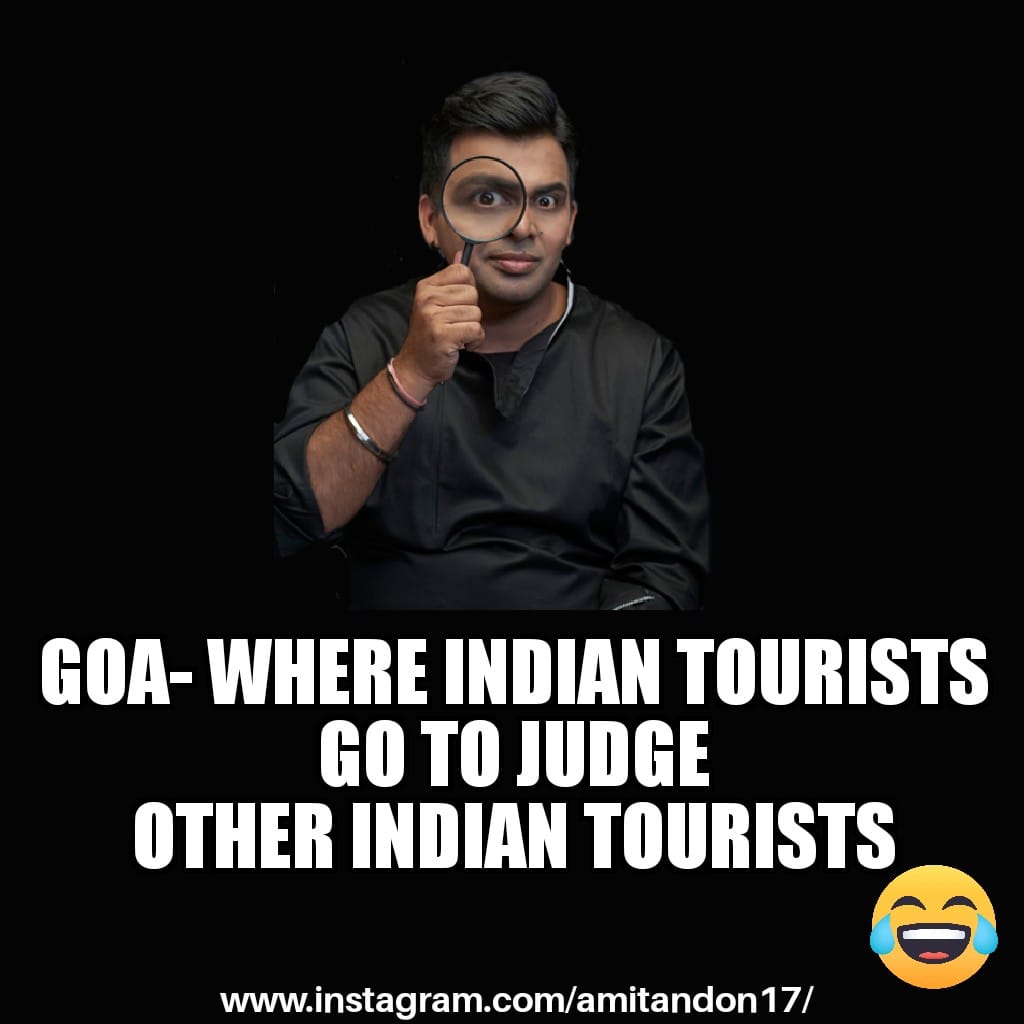 GOA- WHERE INDIAN TOURISTS
GO TO JUDGE
OTHER INDIAN TOURISTS
www.instagram.com/amitandon17/